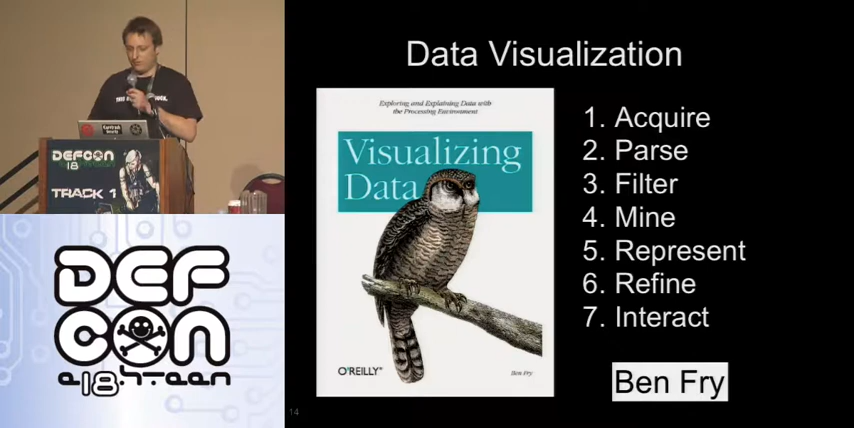 DEFCON
18
TRACK 1
DEF
CON
e18hteen
Data Visualization
Exploring and Explaining Data with
the Processing Environment
Visualizing
Data
O'REILLY
Ben Fry
1. Acquire
2. Parse
3. Filter
4. Mine
5. Represent
6. Refine
7. Interact
Ben Fry
14